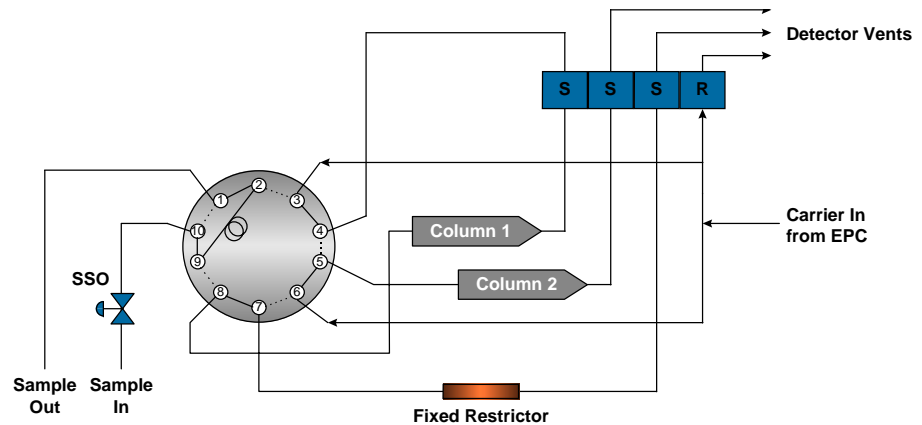 Detector Vents
S S S R
1 2 3
10 4
Column 1
Carrier In
from EPC
9 5
SSO
Column 2
8 7 6
Sample
Out
Sample
In
Fixed Restrictor